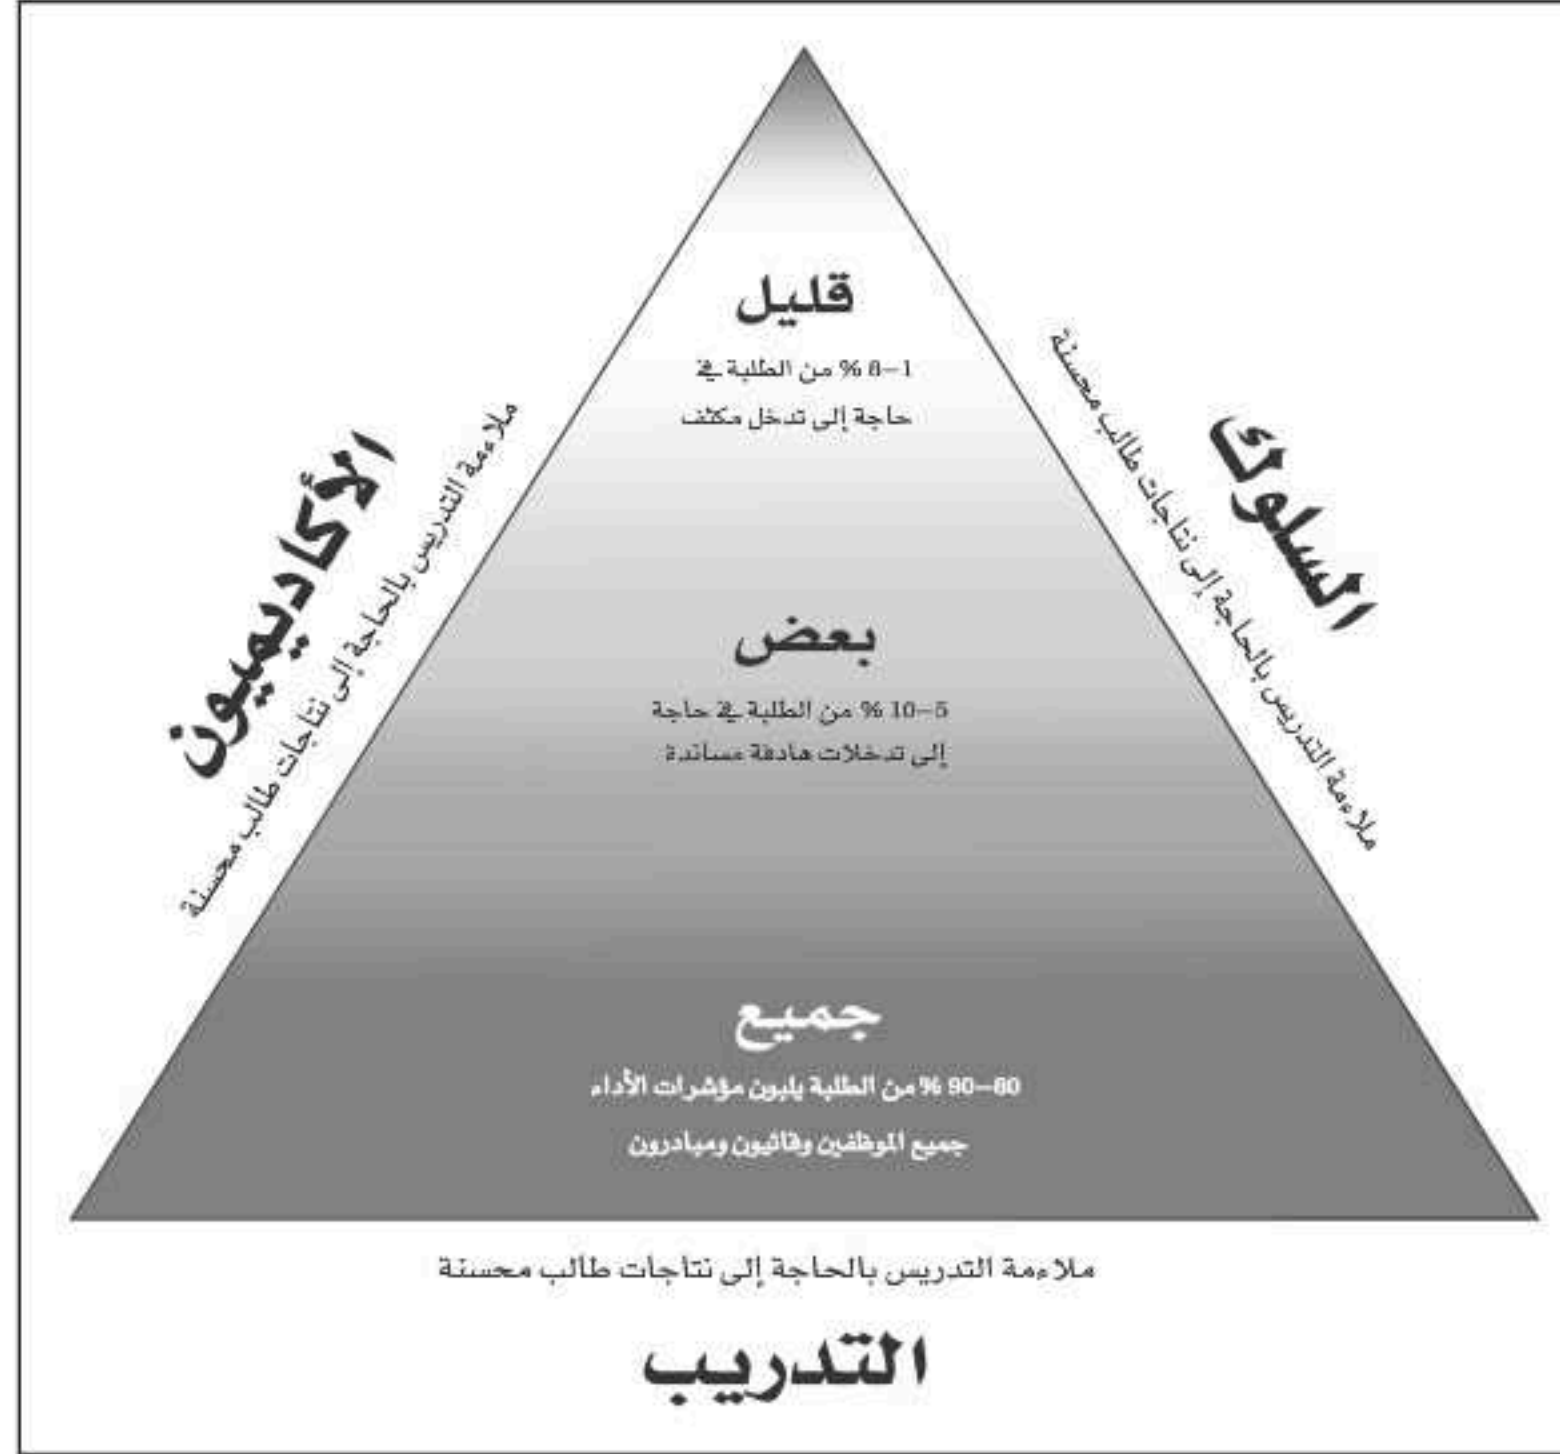 قليل
1–8 % من الطلبة في
حاجة إلى تدخل مكثف
السلوك
ملاءمة التدريس بالحاجة إلى نتاجات طالب محسنة
الأكاديميون
ملاءمة التدريس بالحاجة إلى نتاجات طالب محسنة
بعض
5–10 % من الطلبة في حاجة
إلى تدخلات هادفة مساندة
جميع
80–90 % من الطلبة يلبون مؤشرات الأداء
جميع الموظفين وقائيون ومبادرون
ملاءمة التدريس بالحاجة إلى نتاجات طالب محسنة
التدريب